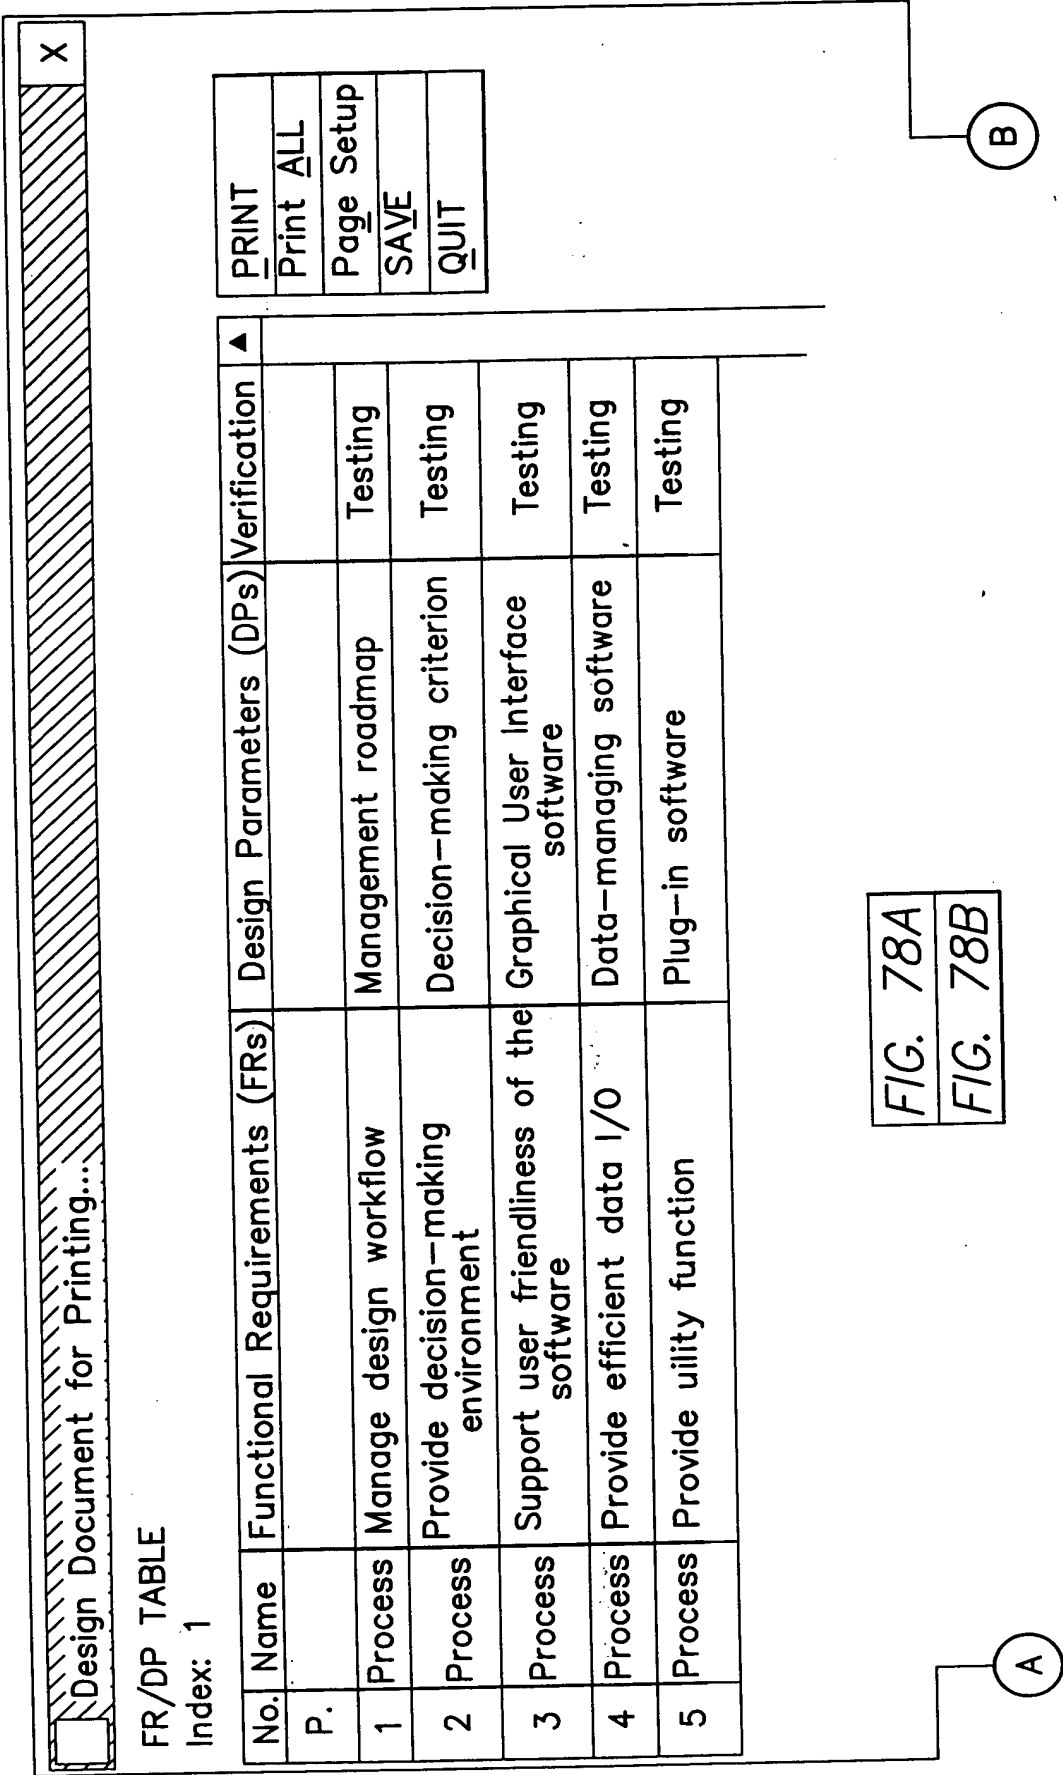 Design Document for Printing...
X
FR/DP TABLE
Index: 1
No. Name Functional Requirements (FRs) Design Parameters (DPs) Verification ▲
P.
1 Process Manage design workflow Management roadmap Testing
2 Process Provide decision—making Decision—making criterion Testing
environment
3 Process Support user friendliness of the Graphical User Interface Testing
software software
4 Process Provide efficient data I/O Data—managing software Testing
5 Process Provide uility function Plug—in software Testing
PRINT
Print ALL
Page Setup
SAVE
QUIT
FIG. 78A
FIG. 78B
A
B